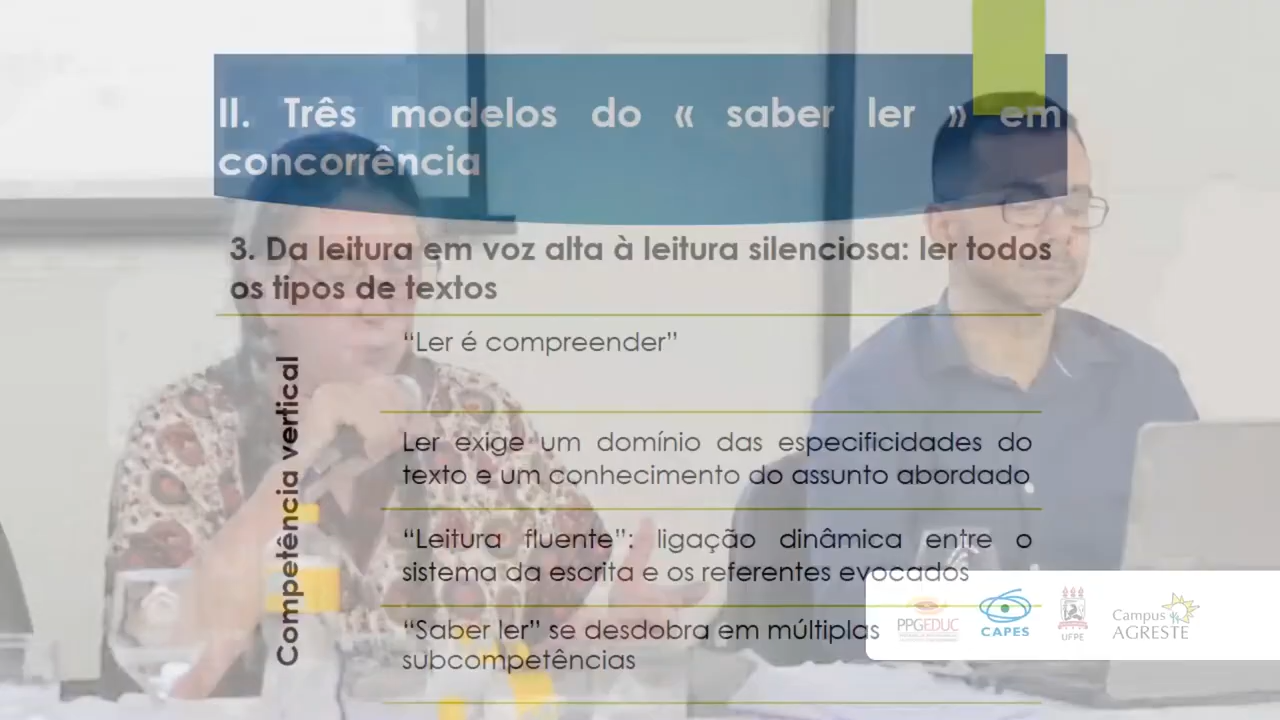 II. Três modelos do « saber ler » em
concorrência
3. Da leitura em voz alta à leitura silenciosa: ler todos
os tipos de textos
Competência vertical
“Ler é compreender”
Ler exige um domínio das especificidades do
texto e um conhecimento do assunto abordado
“Leitura fluente”: ligação dinâmica entre o
sistema da escrita e os referentes evocados
“Saber ler” se desdobra em múltiplas
subcompetências
PPGEDUC
CAPES
UFPE
Campus
AGRESTE